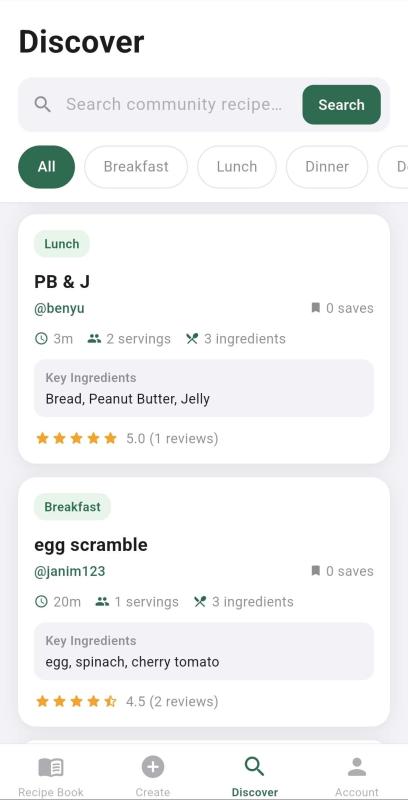 Discover
Search community recipe... Search
All Breakfast Lunch Dinner
Lunch
PB & J
@benyu 0 saves
3m 2 servings 3 ingredients
Key Ingredients
Bread, Peanut Butter, Jelly
5.0 (1 reviews)
Breakfast
egg scramble
@janim123 0 saves
20m 1 servings 3 ingredients
Key Ingredients
egg, spinach, cherry tomato
4.5 (2 reviews)
Recipe Book Create Discover Account